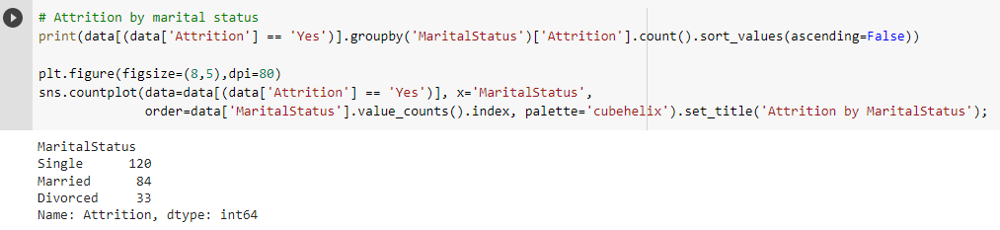 # Attrition by marital status
print(data[(data['Attrition'] == 'Yes')].groupby('MaritalStatus')['Attrition'].count().sort_values(ascending=False))
plt.figure(figsize=(8,5),dpi=80)
sns.countplot(data=data[(data['Attrition'] == 'Yes')], x='MaritalStatus',
order=data['MaritalStatus'].value_counts().index, palette='cubehelix').set_title('Attrition by MaritalStatus');
MaritalStatus
Single 120
Married 84
Divorced 33
Name: Attrition, dtype: int64